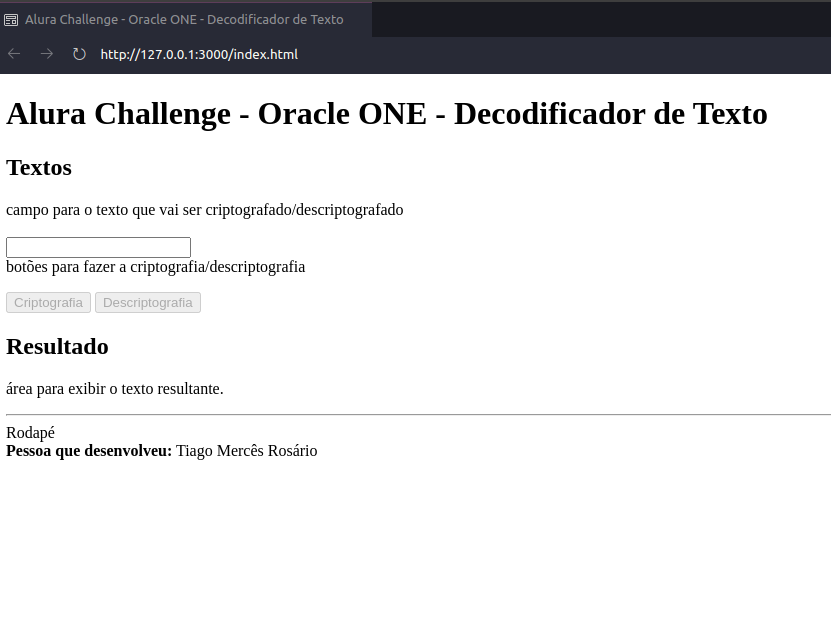 Alura Challenge - Oracle ONE - Decodificador de Texto
http://127.0.0.1:3000/index.html
Alura Challenge - Oracle ONE - Decodificador de Texto
Textos
campo para o texto que vai ser criptografado/descriptografado
botões para fazer a criptografia/descriptografia
Criptografia Descriptografia
Resultado
área para exibir o texto resultante.
Rodapé
Pessoa que desenvolveu: Tiago Mercês Rosário